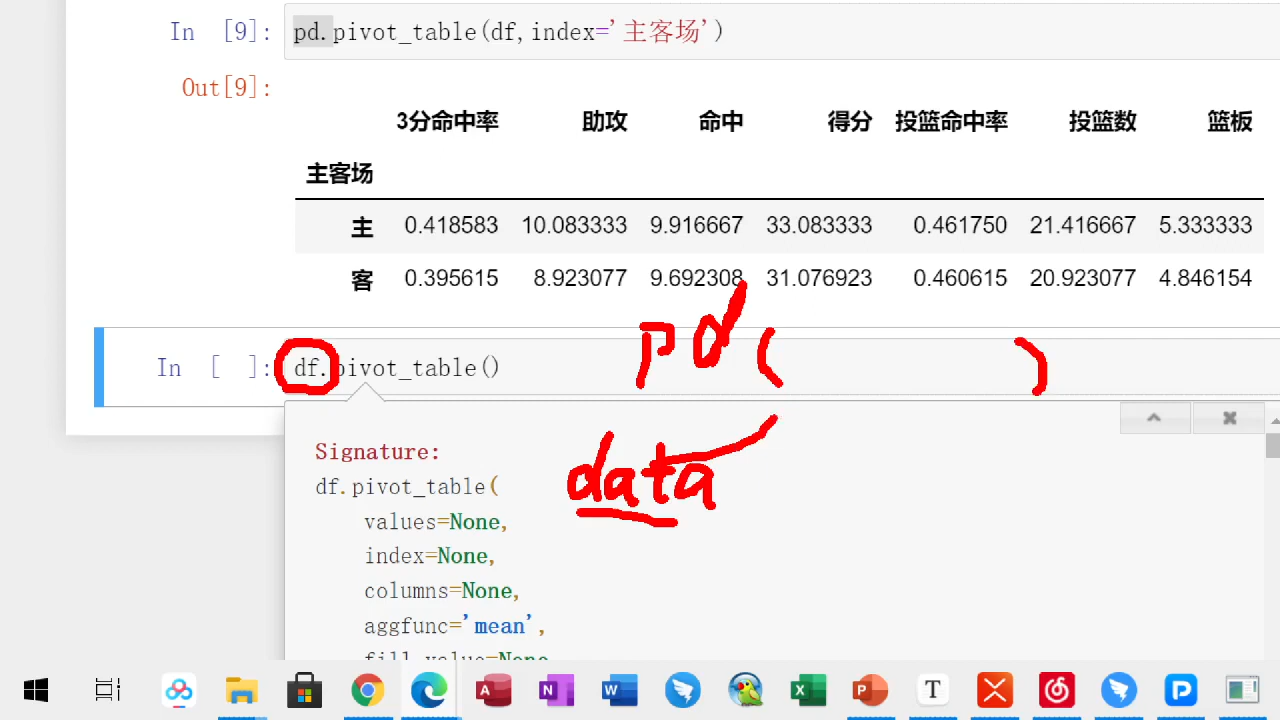 In [9]: pd.pivot_table(df,index='主客场')
Out[9]:
3分命中率 助攻 命中 得分 投篮命中率 投篮数 篮板
主客场
主 0.418583 10.083333 9.916667 33.083333 0.461750 21.416667 5.333333
客 0.395615 8.923077 9.692308 31.076923 0.460615 20.923077 4.846154
pd( )
In [ ]: df.pivot_table()
data
Signature:
df.pivot_table(
values=None,
index=None,
columns=None,
aggfunc='mean',
fill_value=None